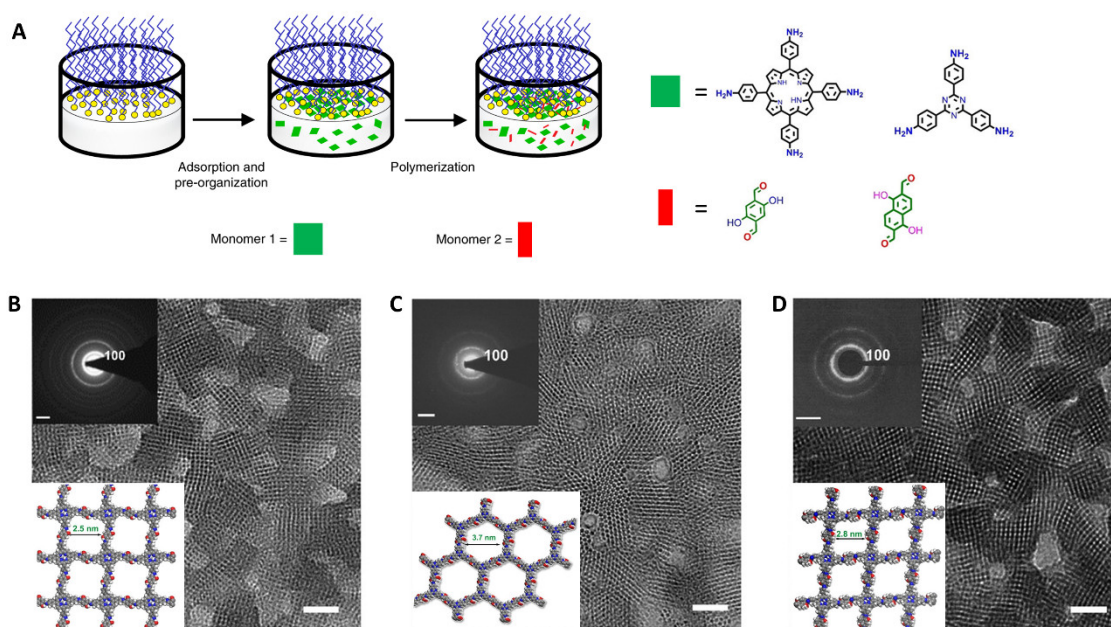 A
Adsorption and
pre-organization
Polymerization
Monomer 1 =
Monomer 2 =
=
NH2
H2N
NH
N
N
HN
NH2
NH2
NH2
N
N
N
H2N
NH2
=
O
OH
HO
O
O
HO
OH
O
B
100
2.5 nm
C
100
3.7 nm
D
100
2.8 nm